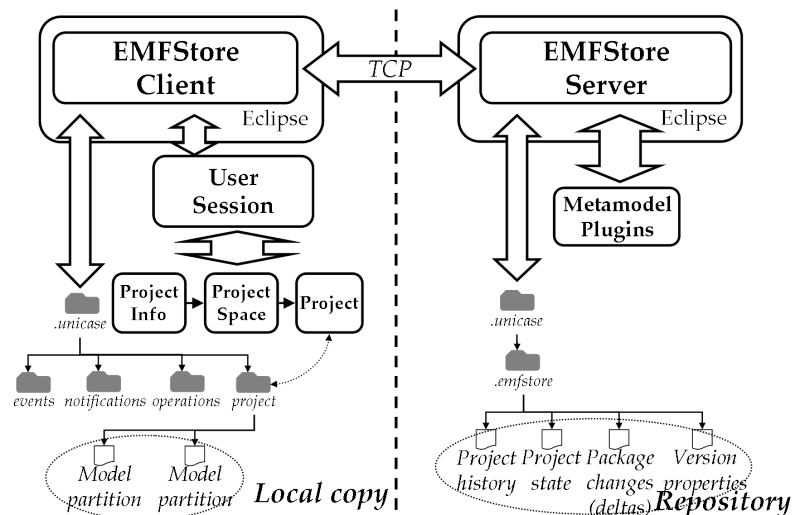 EMFStore
Client
Eclipse
TCP
EMFStore
Server
Eclipse
User
Session
Metamodel
Plugins
Project
Info
Project
Space
Project
.unicase
.unicase
.emfstore
events
notifications
operations
project
Model
partition
Model
partition
Local copy
Project
history
Project
state
Package
changes
(deltas)
Version
properties
Repository